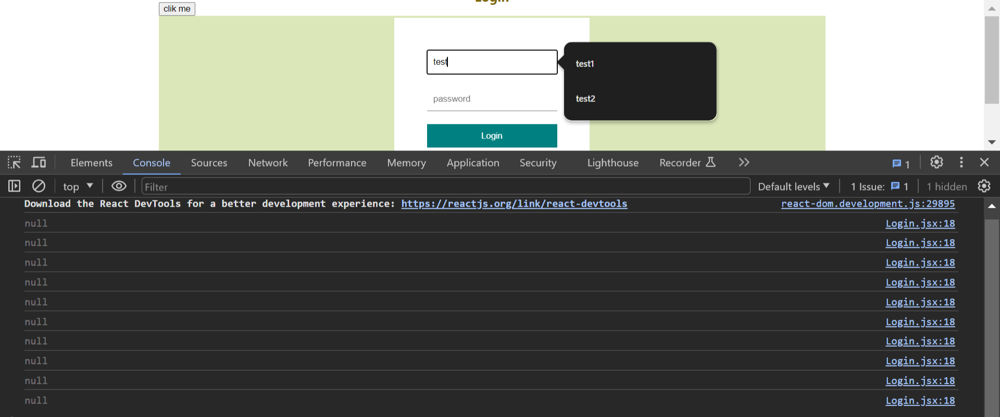 Login
clik me
test
test1
password
test2
Login
Elements Console Sources Network Performance Memory Application Security Lighthouse Recorder 1
top Filter Default levels 1 Issue: 1 1 hidden
Download the React DevTools for a better development experience: https://reactjs.org/link/react-devtools react-dom.development.js:29895
null Login.jsx:18
null Login.jsx:18
null Login.jsx:18
null Login.jsx:18
null Login.jsx:18
null Login.jsx:18
null Login.jsx:18
null Login.jsx:18
null Login.jsx:18
null Login.jsx:18